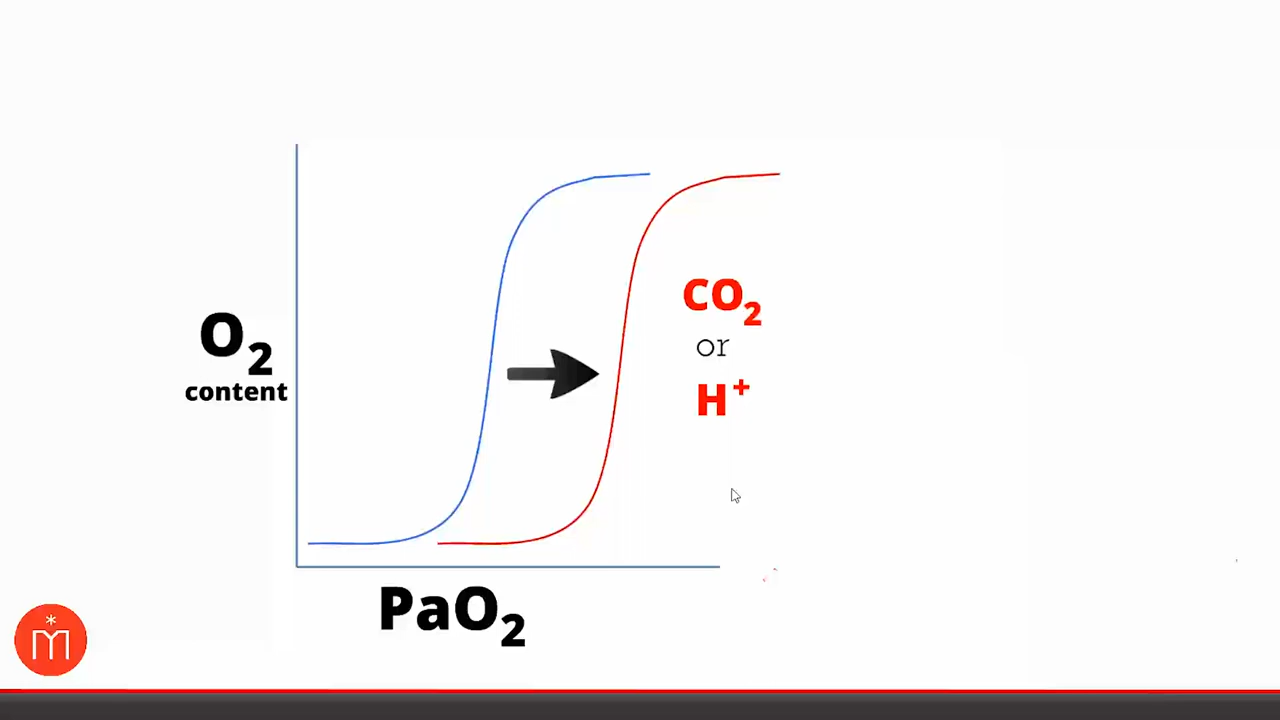 O₂
content
CO₂
or
H⁺
PaO₂